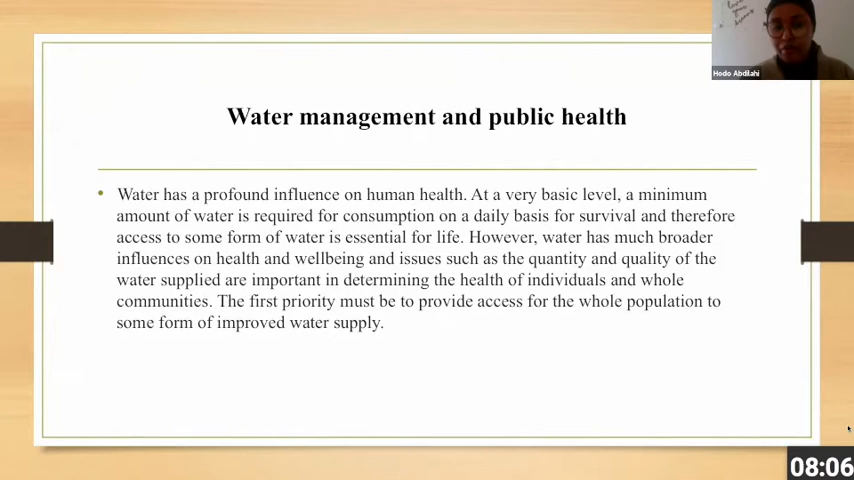 Hodo Abdilahi
Water management and public health
• Water has a profound influence on human health. At a very basic level, a minimum
amount of water is required for consumption on a daily basis for survival and therefore
access to some form of water is essential for life. However, water has much broader
influences on health and wellbeing and issues such as the quantity and quality of the
water supplied are important in determining the health of individuals and whole
communities. The first priority must be to provide access for the whole population to
some form of improved water supply.
08:06